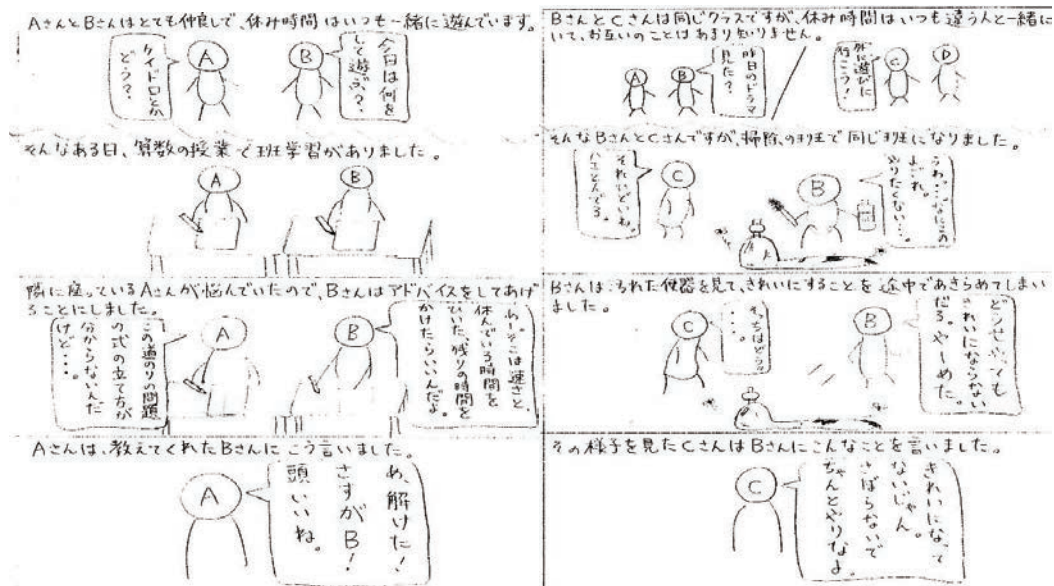 AさんとBさんはとても仲良しで、休み時間はいつも一緒に遊んでいます。
今日は何を
して遊ぶ?
ケイドロとか
どう?
A
B
そんなある日、算数の授業で班学習がありました。
A
B
隣に座っているAさんが悩んでいたので、Bさんはアドバイスをしてあげ
ることにしました。
この道のりの問題
の式の立て方が
分からないんだ
けど・・・。
A
B
あー。そこは速さと、
休んでいる時間を
ひいた、残りの時間を
かけたらいいんだよ。
Aさんは、教えてくれたBさんにこう言いました。
A
あ、解けた!
さすがB!
頭いいね。
BさんとCさんは同じクラスですが、休み時間はいつも違う人と一緒に
いて、お互いのことはあまり知りません。
A
B
昨日のドラマ
見た?
外に遊びに
行こう!
C
D
そんなBさんとCさんですが、掃除の班で同じ班になりました。
うわ・・・なにこの
よごれ。
やりたくない・・・。
それひどいね。
ハエとんでる。
C
B
Bさんは、よごれた便器を見て、きれいにすることを途中であきらめてしまい
ました。
C
そっちはどう?
・・・。
B
どうせやっても
きれいにならない
だろ。やーめた。
その様子を見たCさんはBさんにこんなことを言いました。
C
きれいになって
ないじゃん。
さぼらないで
ちゃんとやりなよ。